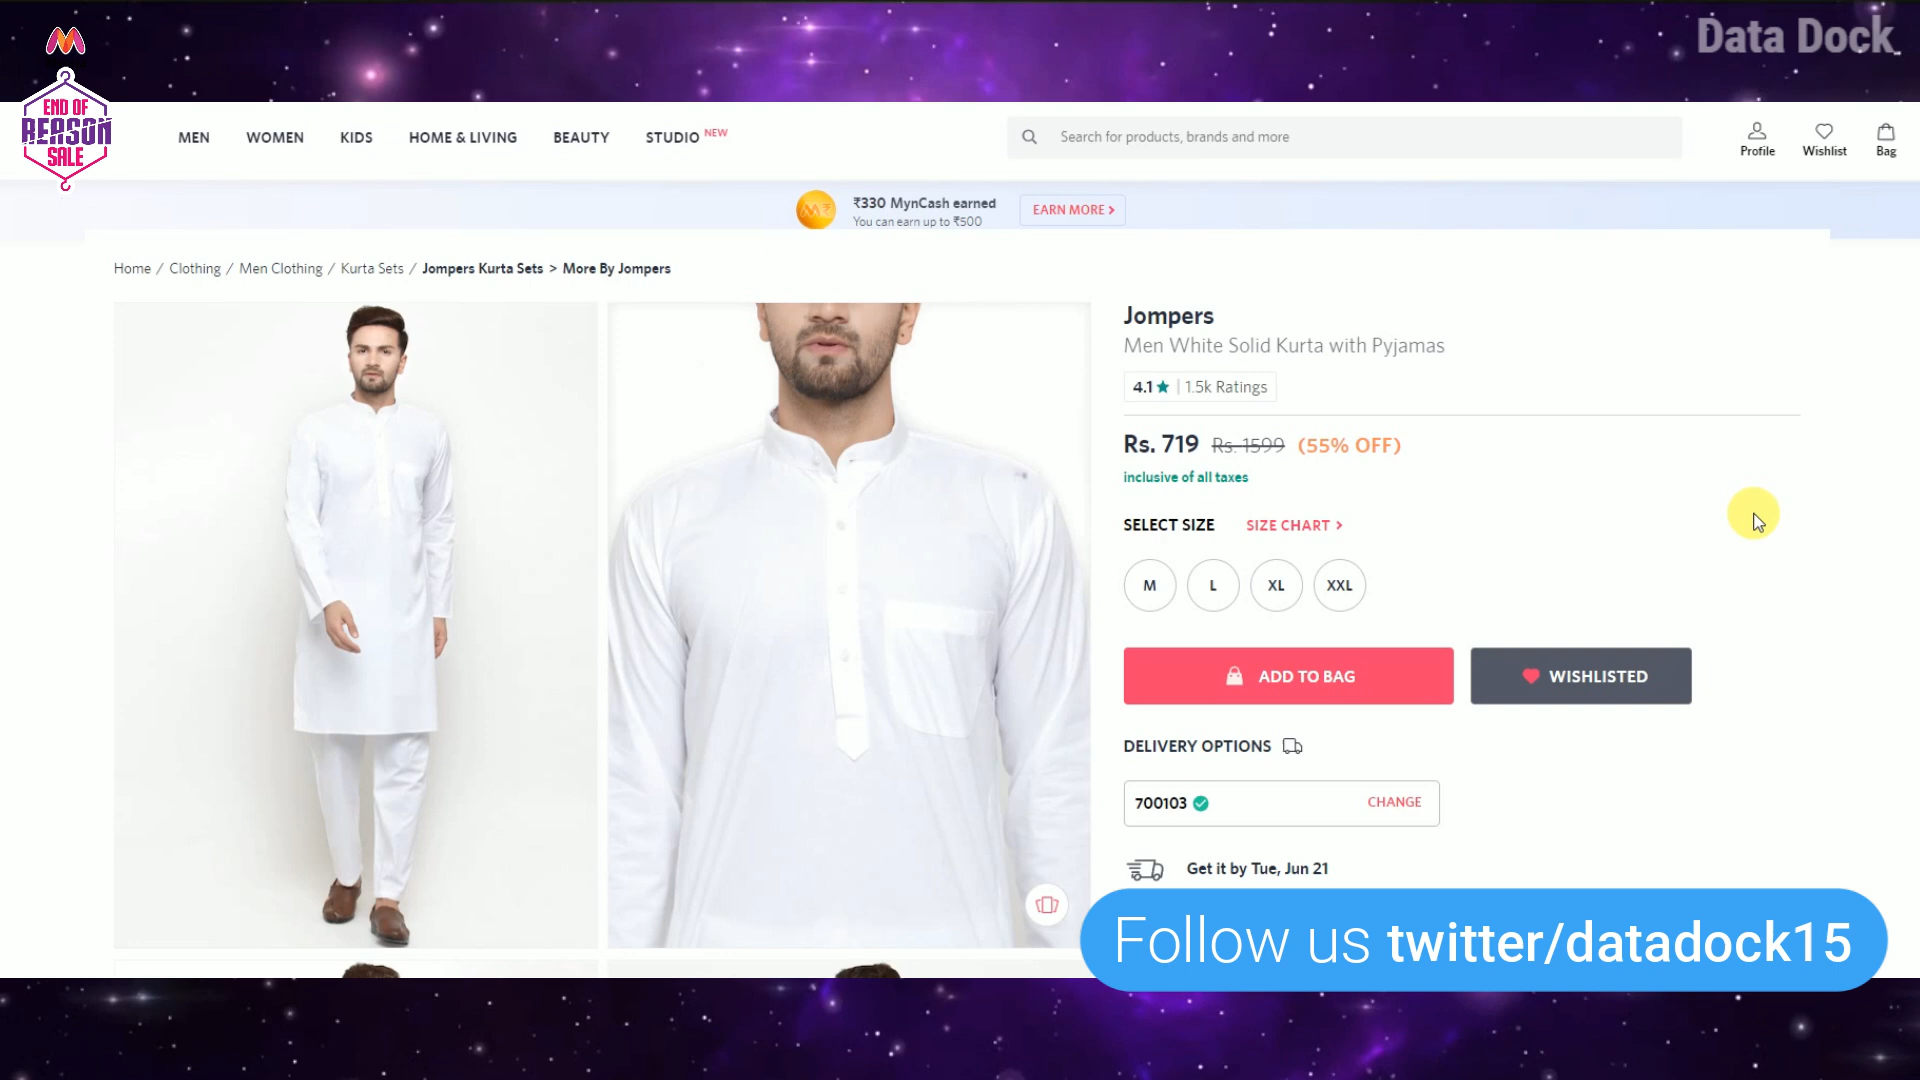 Data Dock
END OF
REASON
SALE
MEN WOMEN KIDS HOME & LIVING BEAUTY STUDIO NEW
Search for products, brands and more
Profile Wishlist Bag
₹330 MynCash earned
You can earn up to ₹500
EARN MORE >
Home / Clothing / Men Clothing / Kurta Sets / Jompers Kurta Sets > More By Jompers
Jompers
Men White Solid Kurta with Pyjamas
4.1 ★ | 1.5k Ratings
Rs. 719 Rs. 1599 (55% OFF)
inclusive of all taxes
SELECT SIZE SIZE CHART >
M L XL XXL
ADD TO BAG WISHLISTED
DELIVERY OPTIONS
700103 CHANGE
Get it by Tue, Jun 21
Follow us twitter/datadock15